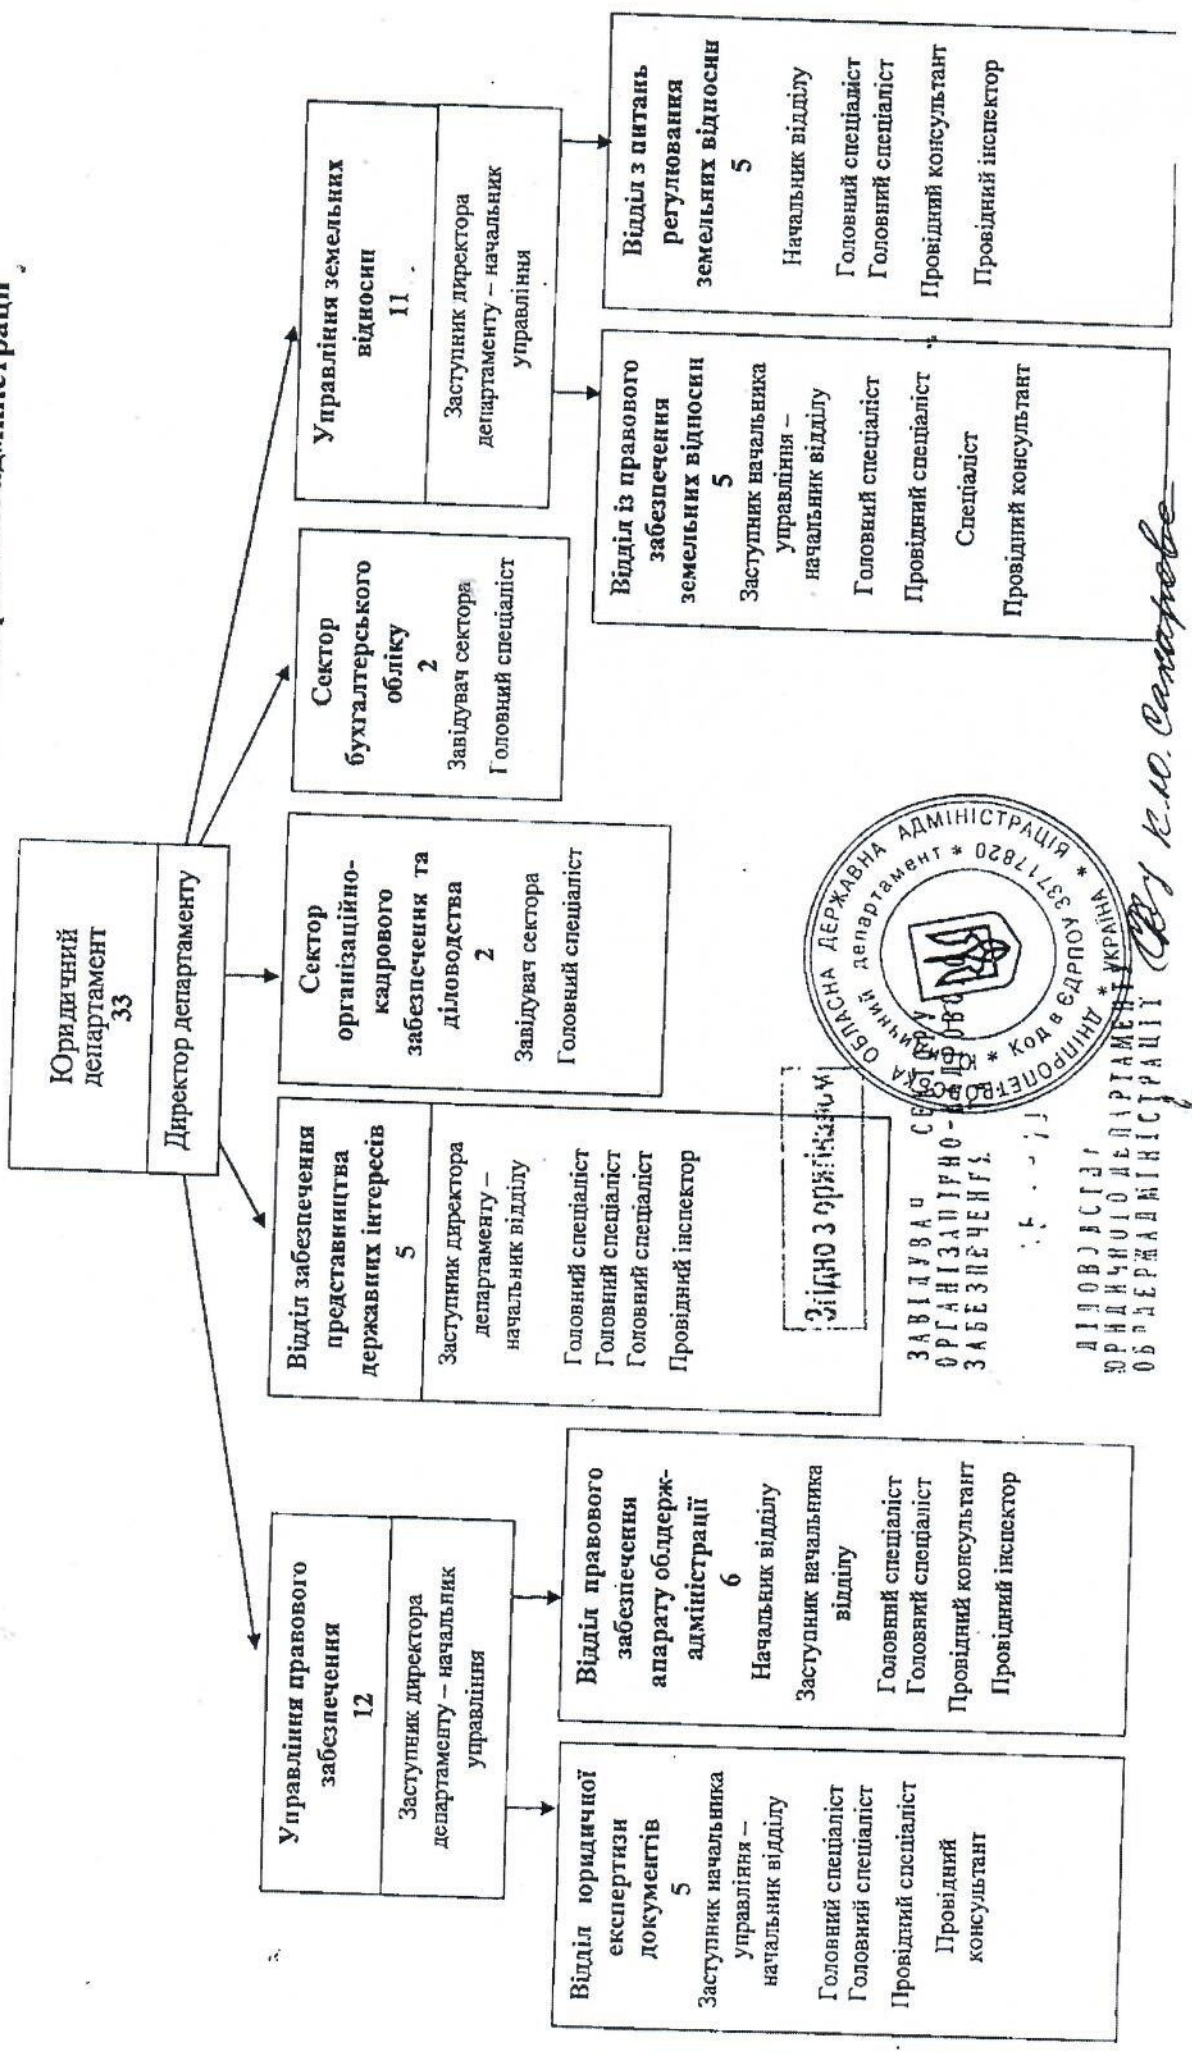 Юридичний
департамент
33
Директор департаменту
Управління правового
забезпечення
12
Заступник директора
департаменту – начальник
управління
Відділ юридичної
експертизи
документів
5
Заступник начальника
управління –
начальник відділу
Головний спеціаліст
Головний спеціаліст
Провідний спеціаліст
Провідний
консультант
Відділ правового
забезпечення
апарату облдерж-
адміністрації
6
Начальник відділу
Заступник начальника
відділу
Головний спеціаліст
Головний спеціаліст
Провідний консультант
Провідний інспектор
Відділ забезпечення
представництва
державних інтересів
5
Заступник директора
департаменту –
начальник відділу
Головний спеціаліст
Головний спеціаліст
Головний спеціаліст
Провідний інспектор
Сектор
організаційно-
кадрового
забезпечення та
діловодства
2
Завідувач сектора
Головний спеціаліст
Сектор
бухгалтерського
обліку
2
Завідувач сектора
Головний спеціаліст
Управління земельних
відносин
11
Заступник директора
департаменту – начальник
управління
Відділ із правового
забезпечення
земельних відносин
5
Заступник начальника
управління –
начальник відділу
Головний спеціаліст
Провідний спеціаліст
Спеціаліст
Провідний консультант
Відділ з питань
регулювання
земельних відносин
5
Начальник відділу
Головний спеціаліст
Головний спеціаліст
Провідний консультант
Провідний інспектор
Згідно з оригіналом
ЗАВІДУВАЧ СЕКТОРУ
ОРГАНІЗАЦІЙНО-
ЗАБЕЗПЕЧЕННЯ
ЮРИДИЧНОГО ДЕПАРТАМЕНТУ
ОБЛДЕРЖАДМІНІСТРАЦІЇ
ДНІПРОПЕТРОВСЬКА ОБЛАСНА ДЕРЖАВНА АДМІНІСТРАЦІЯ * УКРАЇНА *
Юридичний департамент * Код в ЄДРПОУ 33717820 *